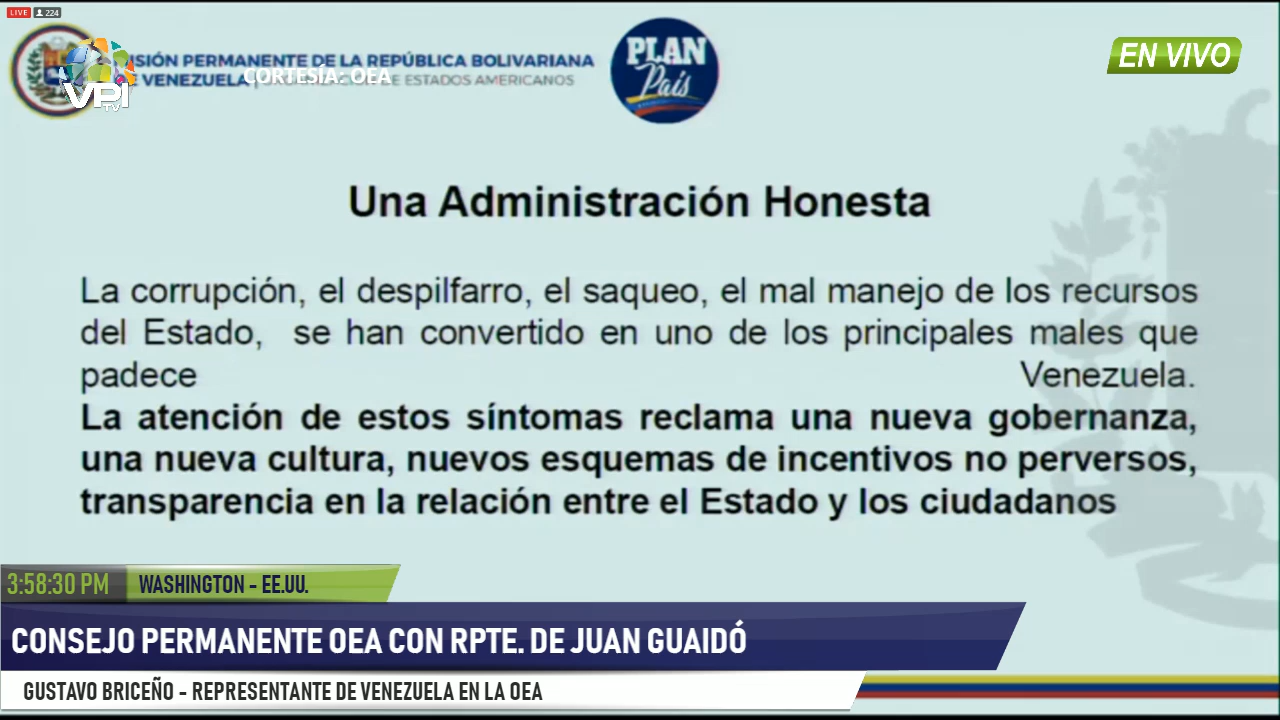 LIVE 224
ISIÓN PERMANENTE DE LA REPÚBLICA BOLIVARIANA
VENEZUELA | DE ESTADOS AMERICANOS
CORTESÍA: OEA
VPI
TV
PLAN
País
EN VIVO
Una Administración Honesta
La corrupción, el despilfarro, el saqueo, el mal manejo de los recursos
del Estado, se han convertido en uno de los principales males que
padece Venezuela.
La atención de estos síntomas reclama una nueva gobernanza,
una nueva cultura, nuevos esquemas de incentivos no perversos,
transparencia en la relación entre el Estado y los ciudadanos
3:58:30 PM WASHINGTON - EE.UU.
CONSEJO PERMANENTE OEA CON RPTE. DE JUAN GUAIDÓ
GUSTAVO BRICEÑO - REPRESENTANTE DE VENEZUELA EN LA OEA